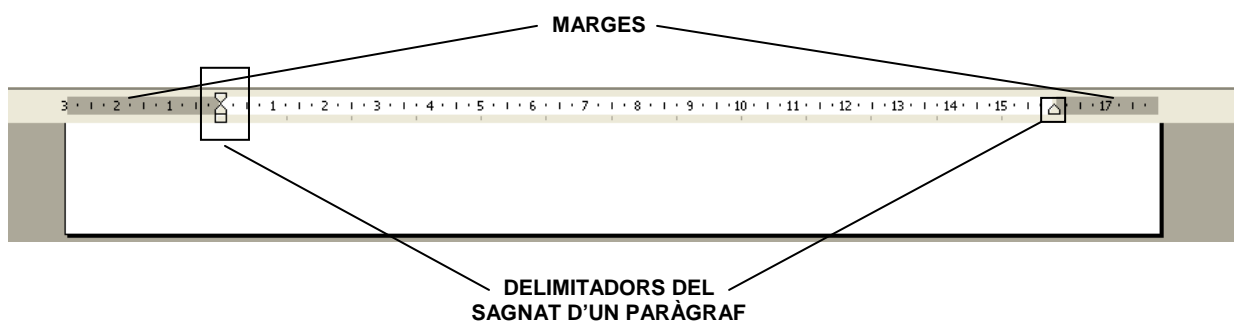 MARGES
3 2 1 1 2 3 4 5 6 7 8 9 10 11 12 13 14 15 17
DELIMITADORS DEL
SAGNAT D'UN PARÀGRAF